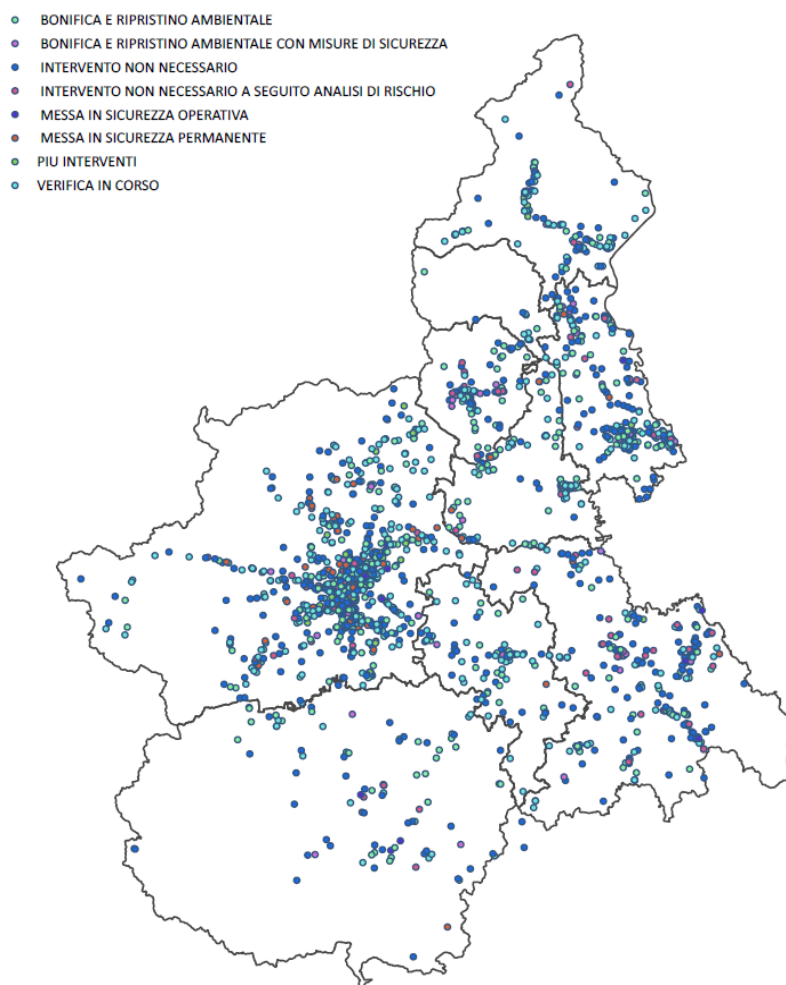 BONIFICA E RIPRISTINO AMBIENTALE
BONIFICA E RIPRISTINO AMBIENTALE CON MISURE DI SICUREZZA
INTERVENTO NON NECESSARIO
INTERVENTO NON NECESSARIO A SEGUITO ANALISI DI RISCHIO
MESSA IN SICUREZZA OPERATIVA
MESSA IN SICUREZZA PERMANENTE
PIU INTERVENTI
VERIFICA IN CORSO